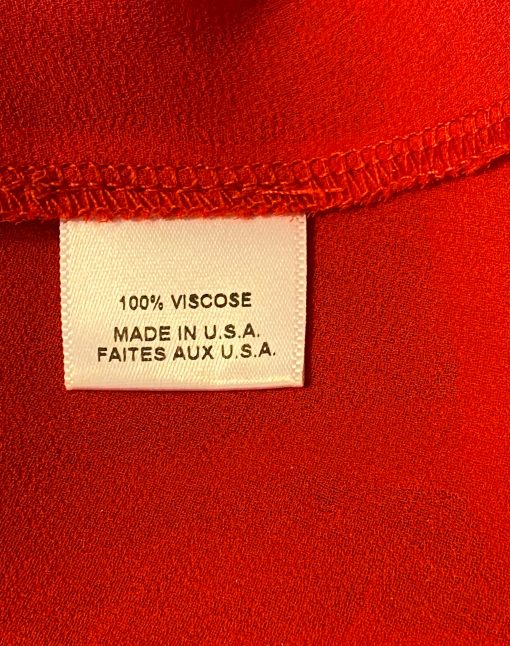 100% VISCOSE
MADE IN U.S.A.
FAITES AUX U.S.A.